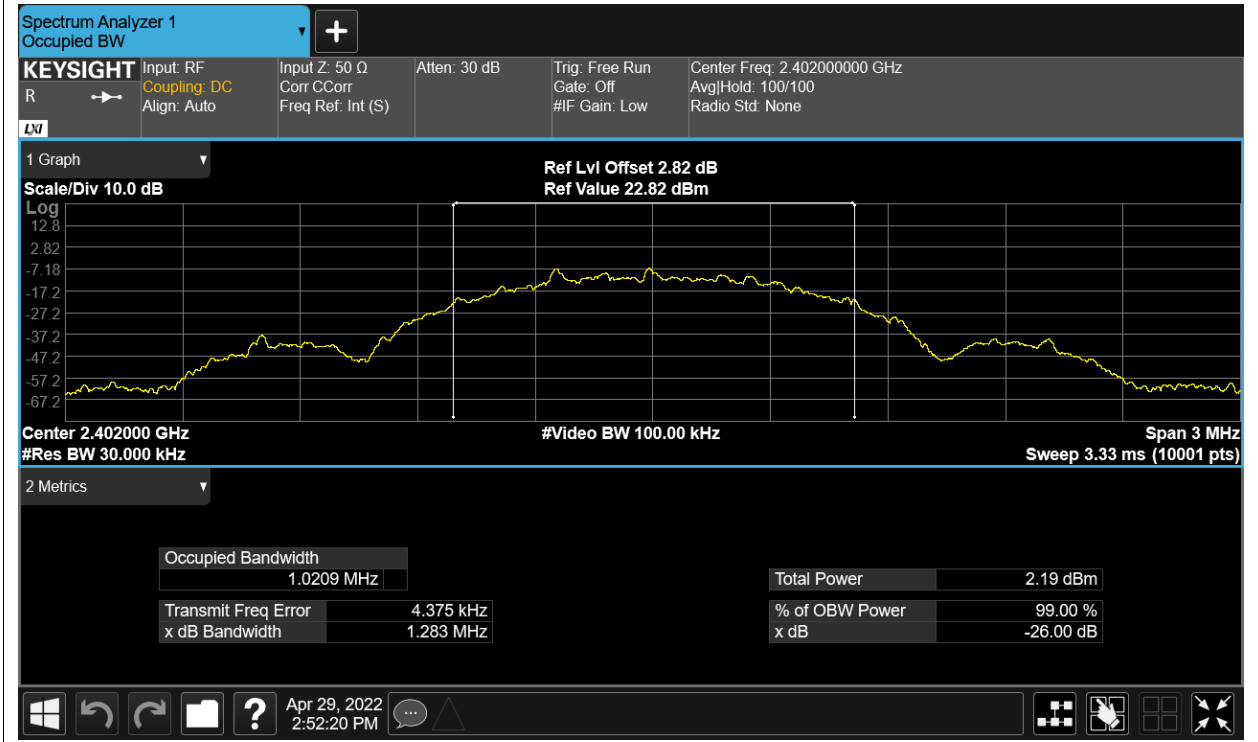 Spectrum Analyzer 1
Occupied BW
KEYSIGHT Input: RF Input Z: 50 Ω Atten: 30 dB Trig: Free Run Center Freq: 2.402000000 GHz
R Coupling: DC Corr CCorr Gate: Off Avg|Hold: 100/100
Align: Auto Freq Ref: Int (S) #IF Gain: Low Radio Std: None
LXI
1 Graph
Ref Lvl Offset 2.82 dB
Scale/Div 10.0 dB Ref Value 22.82 dBm
Log
12.8
2.82
-7.18
-17.2
-27.2
-37.2
-47.2
-57.2
-67.2
Center 2.402000 GHz #Video BW 100.00 kHz Span 3 MHz
#Res BW 30.000 kHz Sweep 3.33 ms (10001 pts)
2 Metrics
Occupied Bandwidth
1.0209 MHz Total Power 2.19 dBm
Transmit Freq Error 4.375 kHz % of OBW Power 99.00 %
x dB Bandwidth 1.283 MHz x dB -26.00 dB
? Apr 29, 2022
2:52:20 PM